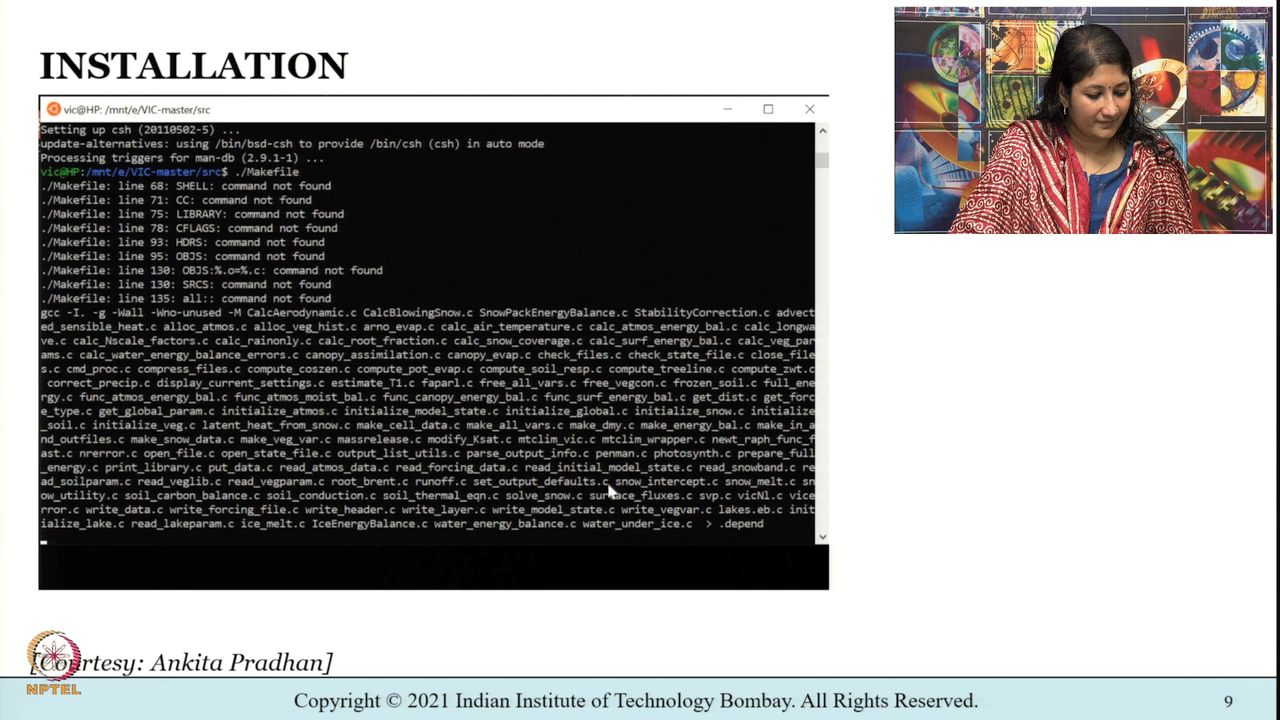 INSTALLATION
vic@HP: /mnt/e/VIC-master/src
Setting up csh (20110502-5) ...
update-alternatives: using /bin/bsd-csh to provide /bin/csh (csh) in auto mode
Processing triggers for man-db (2.9.1-1) ...
vic@HP:/mnt/e/VIC-master/src$ ./Makefile
./Makefile: line 68: SHELL: command not found
./Makefile: line 71: CC: command not found
./Makefile: line 75: LIBRARY: command not found
./Makefile: line 78: CFLAGS: command not found
./Makefile: line 93: HDRS: command not found
./Makefile: line 95: OBJS: command not found
./Makefile: line 130: OBJS:%.o=%.c: command not found
./Makefile: line 130: SRCS: command not found
./Makefile: line 135: all:: command not found
gcc -I. -g -Wall -Wno-unused -M CalcAerodynamic.c CalcBlowingSnow.c SnowPackEnergyBalance.c StabilityCorrection.c advect
ed_sensible_heat.c alloc_atmos.c alloc_veg_hist.c arno_evap.c calc_air_temperature.c calc_atmos_energy_bal.c calc_longwa
ve.c calc_Nscale_factors.c calc_rainonly.c calc_root_fraction.c calc_snow_coverage.c calc_surf_energy_bal.c calc_veg_par
ams.c calc_water_energy_balance_errors.c canopy_assimilation.c canopy_evap.c check_files.c check_state_file.c close_file
s.c cmd_proc.c compress_files.c compute_coszen.c compute_pot_evap.c compute_soil_resp.c compute_treeline.c compute_zwt.c
correct_precip.c display_current_settings.c estimate_T1.c faparl.c free_all_vars.c free_vegcon.c frozen_soil.c full_ene
rgy.c func_atmos_energy_bal.c func_atmos_moist_bal.c func_canopy_energy_bal.c func_surf_energy_bal.c get_dist.c get_forc
e_type.c get_global_param.c initialize_atmos.c initialize_model_state.c initialize_global.c initialize_snow.c initialize
_soil.c initialize_veg.c latent_heat_from_snow.c make_cell_data.c make_all_vars.c make_dmy.c make_energy_bal.c make_in_a
nd_outfiles.c make_snow_data.c make_veg_var.c massrelease.c modify_Ksat.c mtclim_vic.c mtclim_wrapper.c newt_raph_func_f
ast.c nrerror.c open_file.c open_state_file.c output_list_utils.c parse_output_info.c penman.c photosynth.c prepare_full
_energy.c print_library.c put_data.c read_atmos_data.c read_forcing_data.c read_initial_model_state.c read_snowband.c re
ad_soilparam.c read_veglib.c read_vegparam.c root_brent.c runoff.c set_output_defaults.c snow_intercept.c snow_melt.c sn
ow_utility.c soil_carbon_balance.c soil_conduction.c soil_thermal_eqn.c solve_snow.c surface_fluxes.c svp.c vicNl.c vice
rror.c write_data.c write_forcing_file.c write_header.c write_layer.c write_model_state.c write_vegvar.c lakes.eb.c init
ialize_lake.c read_lakeparam.c ice_melt.c IceEnergyBalance.c water_energy_balance.c water_under_ice.c > .depend
[Courtesy: Ankita Pradhan]
NPTEL
Copyright © 2021 Indian Institute of Technology Bombay. All Rights Reserved.
9